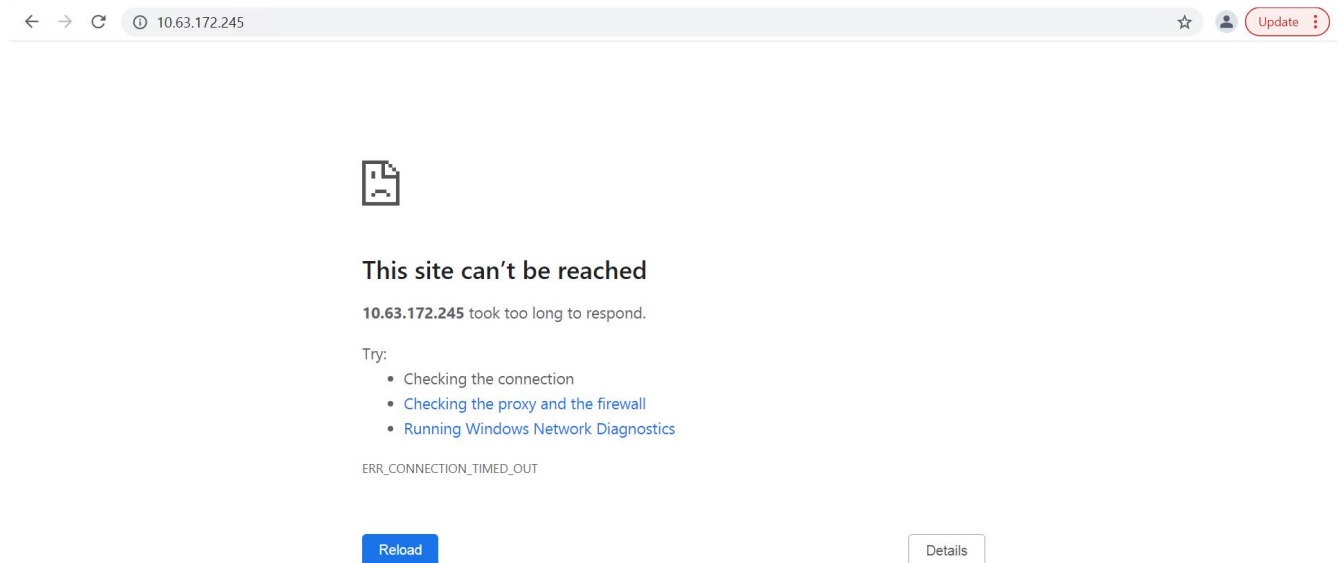 10.63.172.245
Update
This site can’t be reached
10.63.172.245 took too long to respond.
Try:
Checking the connection
Checking the proxy and the firewall
Running Windows Network Diagnostics
ERR_CONNECTION_TIMED_OUT
Reload
Details